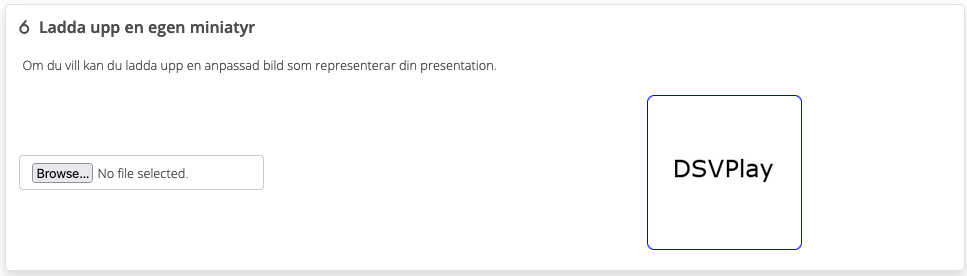 6 Ladda upp en egen miniatyr
Om du vill kan du ladda upp en anpassad bild som representerar din presentation.
Browse... No file selected.
DSVPlay